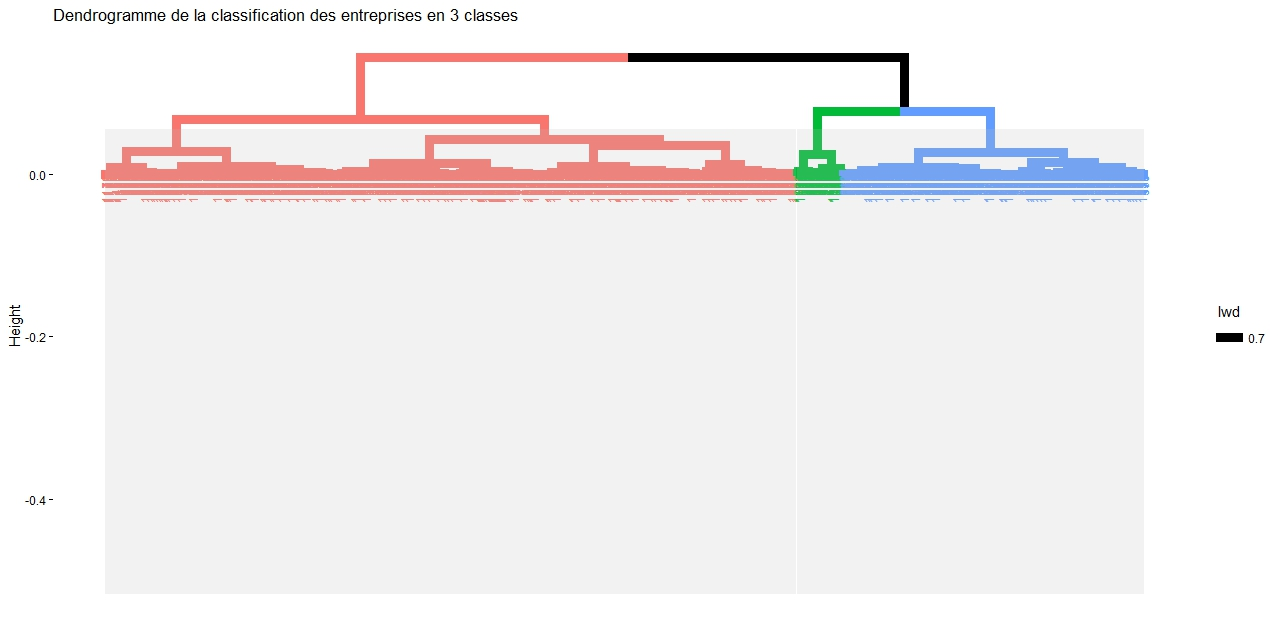 Dendrogramme de la classification des entreprises en 3 classes
0.0
Height
-0.2
-0.4
lwd
0.7